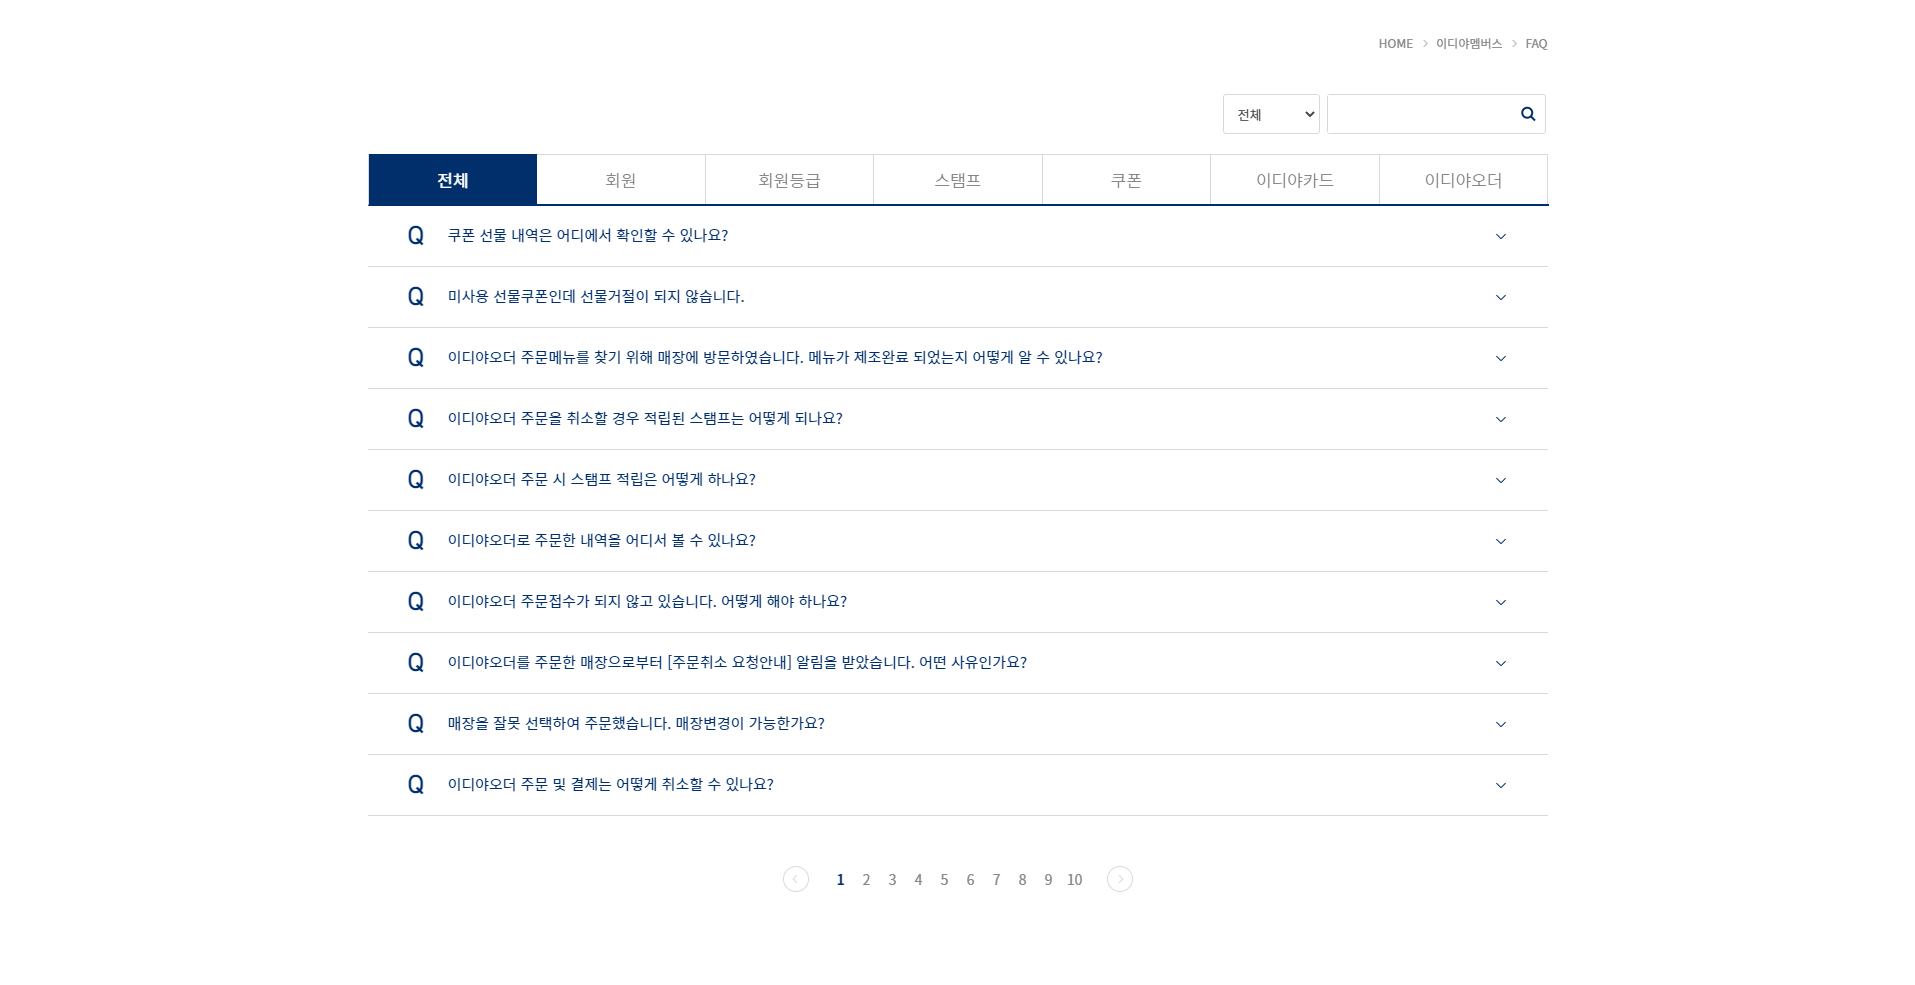 HOME > 이디야멤버스 > FAQ
전체
전체 회원 회원등급 스탬프 쿠폰 이디야카드 이디야오더
Q 쿠폰 선물 내역은 어디에서 확인할 수 있나요?
Q 미사용 선물쿠폰인데 선물거절이 되지 않습니다.
Q 이디야오더 주문메뉴를 찾기 위해 매장에 방문하였습니다. 메뉴가 제조완료 되었는지 어떻게 알 수 있나요?
Q 이디야오더 주문을 취소할 경우 적립된 스탬프는 어떻게 되나요?
Q 이디야오더 주문 시 스탬프 적립은 어떻게 하나요?
Q 이디야오더로 주문한 내역을 어디서 볼 수 있나요?
Q 이디야오더 주문접수가 되지 않고 있습니다. 어떻게 해야 하나요?
Q 이디야오더를 주문한 매장으로부터 [주문취소 요청안내] 알림을 받았습니다. 어떤 사유인가요?
Q 매장을 잘못 선택하여 주문했습니다. 매장변경이 가능한가요?
Q 이디야오더 주문 및 결제는 어떻게 취소할 수 있나요?
1 2 3 4 5 6 7 8 9 10